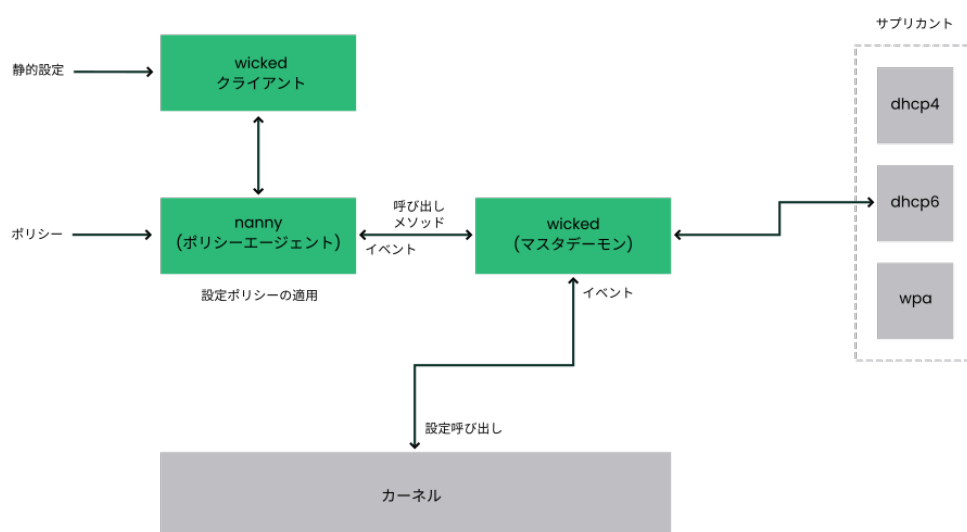 サプリカント
wicked
クライアント
静的設定
dhcp4
呼び出し
メソッド
nanny
(ポリシーエージェント)
ポリシー
イベント
wicked
(マスタデーモン)
dhcp6
設定ポリシーの適用
イベント
wpa
設定呼び出し
カーネル